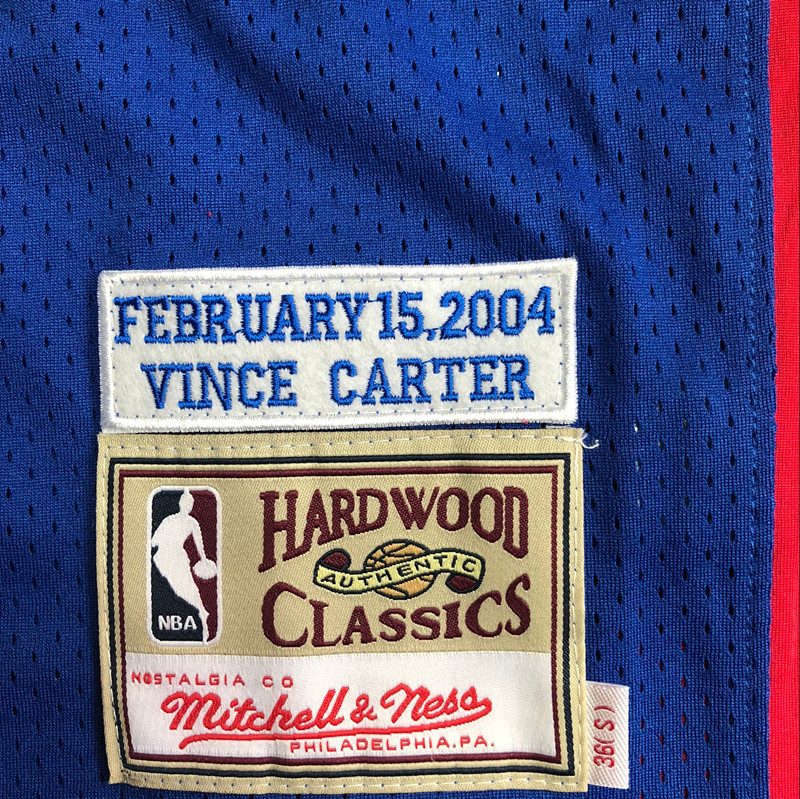 FEBRUARY 15, 2004
VINCE CARTER
HARDWOOD
AUTHENTIC
CLASSICS
NBA
NOSTALGIA CO
Mitchell & Ness
PHILADELPHIA, PA.
36( S )